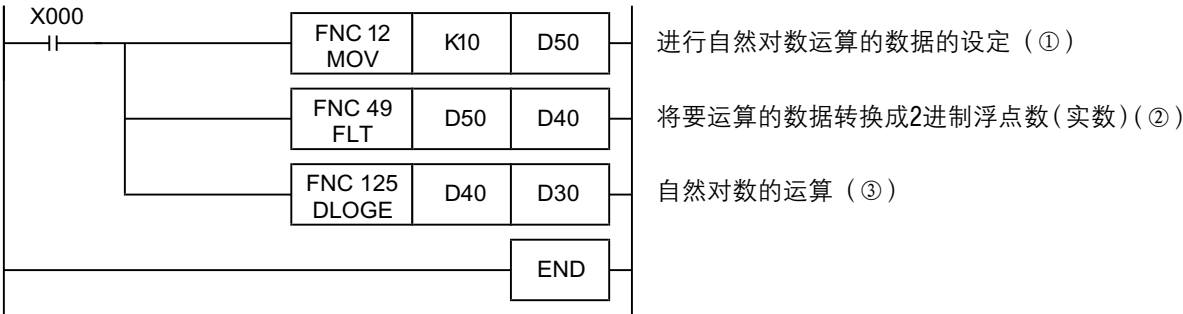 X000
FNC 12 MOV K10 D50 进行自然对数运算的数据的设定（①）
FNC 49 FLT D50 D40 将要运算的数据转换成2进制浮点数(实数)(②)
FNC 125 DLOGE D40 D30 自然对数的运算（③）
END